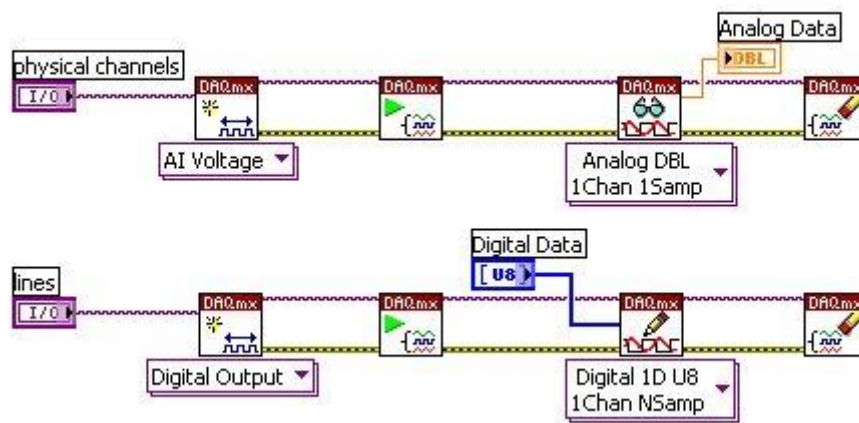 Analog Data
DBL
physical channels
I/O
DAQmx
DAQmx
DAQmx
DAQmx
AI Voltage
Analog DBL
1Chan 1Samp
Digital Data
[U8]
lines
I/O
DAQmx
DAQmx
DAQmx
DAQmx
Digital Output
Digital 1D U8
1Chan NSamp